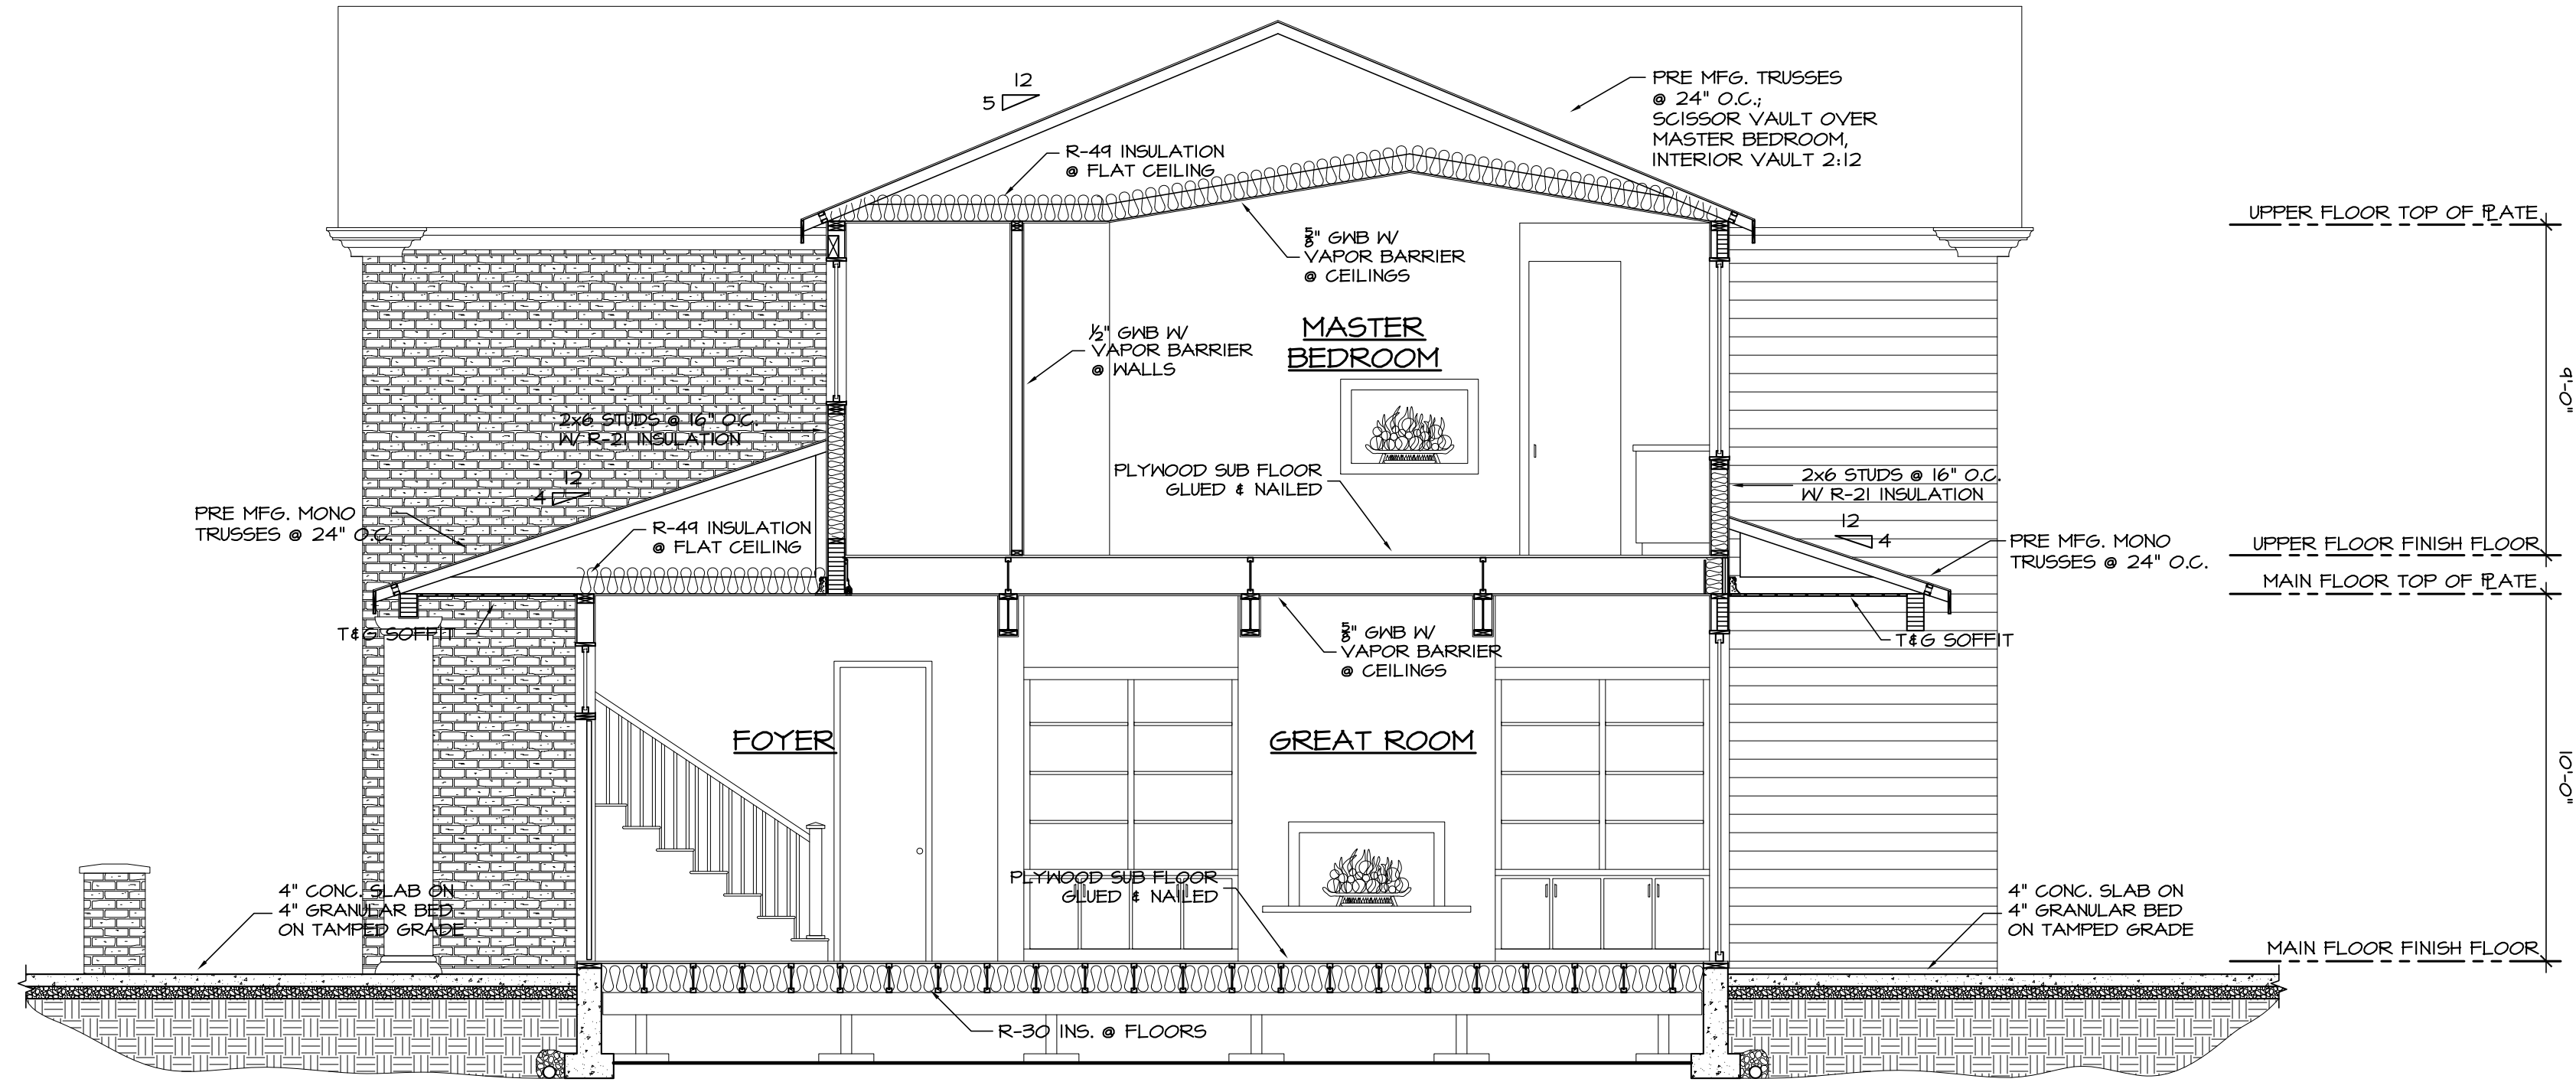 12
5
PRE MFG. TRUSSES
@ 24" O.C.;
SCISSOR VAULT OVER
MASTER BEDROOM,
INTERIOR VAULT 2:12
R-49 INSULATION
@ FLAT CEILING
UPPER FLOOR TOP OF PLATE
5/8" GWB W/
VAPOR BARRIER
@ CEILINGS
MASTER
BEDROOM
1/2" GWB W/
VAPOR BARRIER
@ WALLS
9'-0"
2x6 STUDS @ 16" O.C.
W/ R-21 INSULATION
PLYWOOD SUB FLOOR
GLUED & NAILED
2x6 STUDS @ 16" O.C.
W/ R-21 INSULATION
12
4
PRE MFG. MONO
TRUSSES @ 24" O.C.
R-49 INSULATION
@ FLAT CEILING
12
4
PRE MFG. MONO
TRUSSES @ 24" O.C.
UPPER FLOOR FINISH FLOOR
MAIN FLOOR TOP OF PLATE
T&G SOFFIT
5/8" GWB W/
VAPOR BARRIER
@ CEILINGS
T&G SOFFIT
FOYER
GREAT ROOM
10'-0"
PLYWOOD SUB FLOOR
GLUED & NAILED
4" CONC. SLAB ON
4" GRANULAR BED
ON TAMPED GRADE
4" CONC. SLAB ON
4" GRANULAR BED
ON TAMPED GRADE
MAIN FLOOR FINISH FLOOR
R-30 INS. @ FLOORS